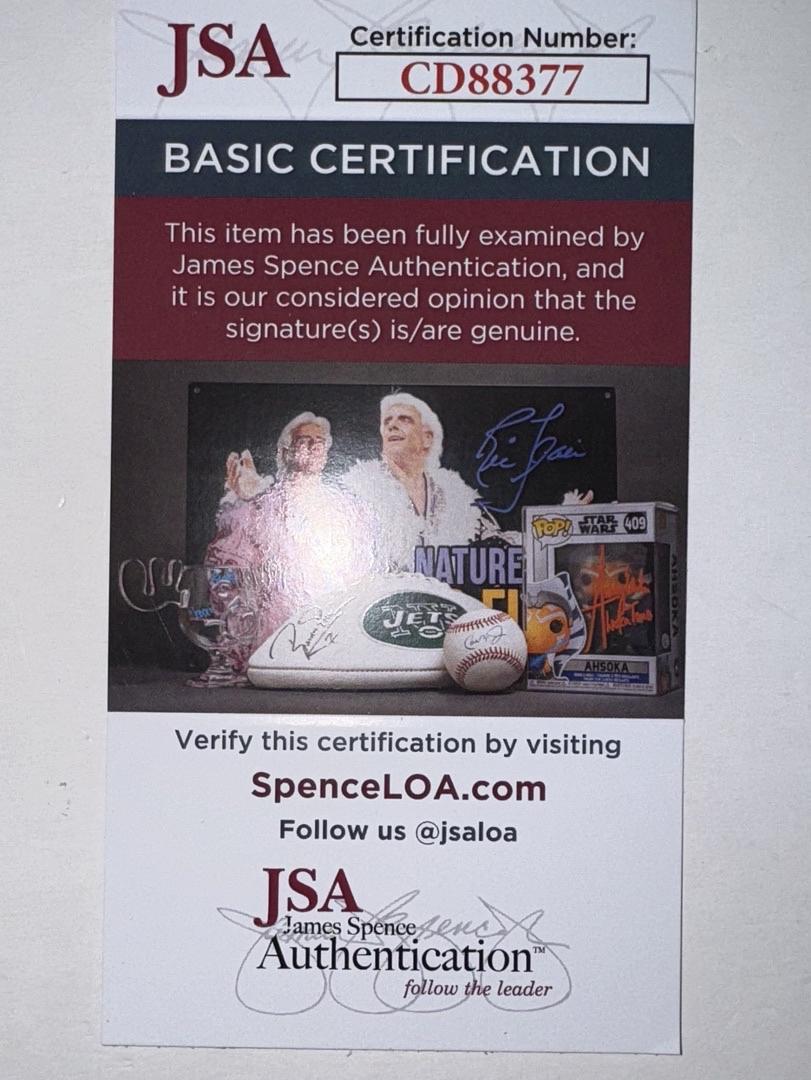 JSA
Certification Number:
CD88377
BASIC CERTIFICATION
This item has been fully examined by
James Spence Authentication, and
it is our considered opinion that the
signature(s) is/are genuine.
NATURE
JETS
POP!
STAR
WARS
409
AHSOKA
AHSOKA
Verify this certification by visiting
SpenceLOA.com
Follow us @jsaloa
JSA
James Spence
Authentication™
follow the leader